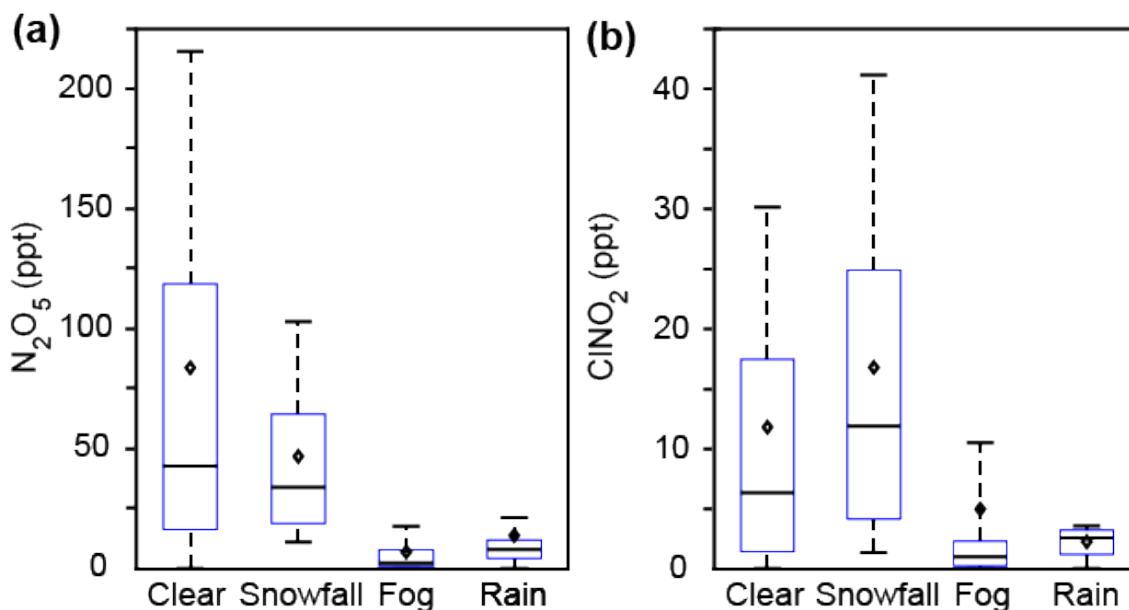 (a)
N₂O₅ (ppt)
200
150
100
50
0
Clear Snowfall Fog Rain
(b)
ClNO₂ (ppt)
40
30
20
10
0
Clear Snowfall Fog Rain